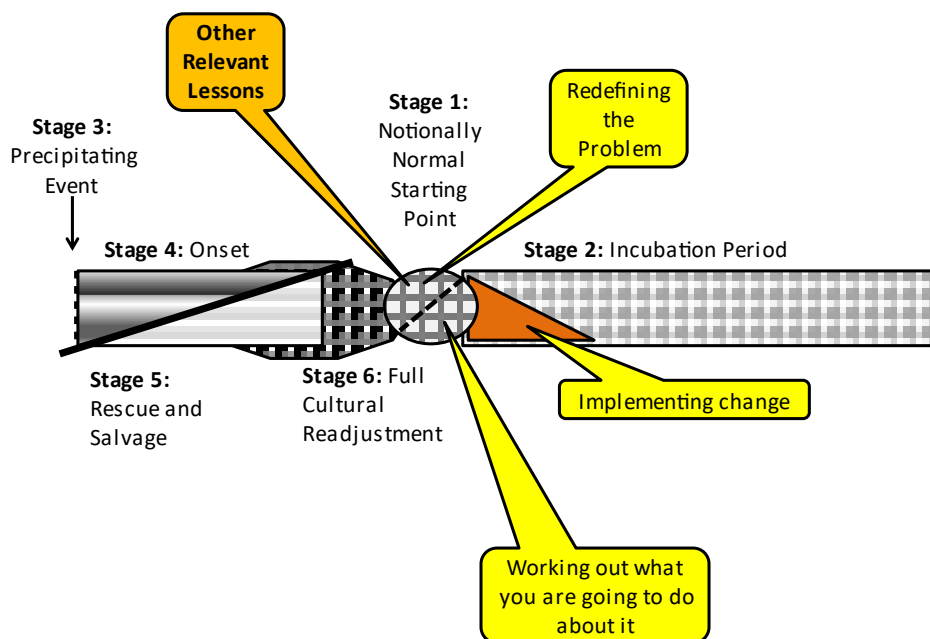 Other
Relevant
Lessons
Stage 1:
Notionally
Normal
Starting
Point
Redefining
the
Problem
Stage 3:
Precipitating
Event
Stage 4: Onset
Stage 2: Incubation Period
Stage 5:
Rescue and
Salvage
Stage 6: Full
Cultural
Readjustment
Implementing change
Working out what
you are going to do
about it